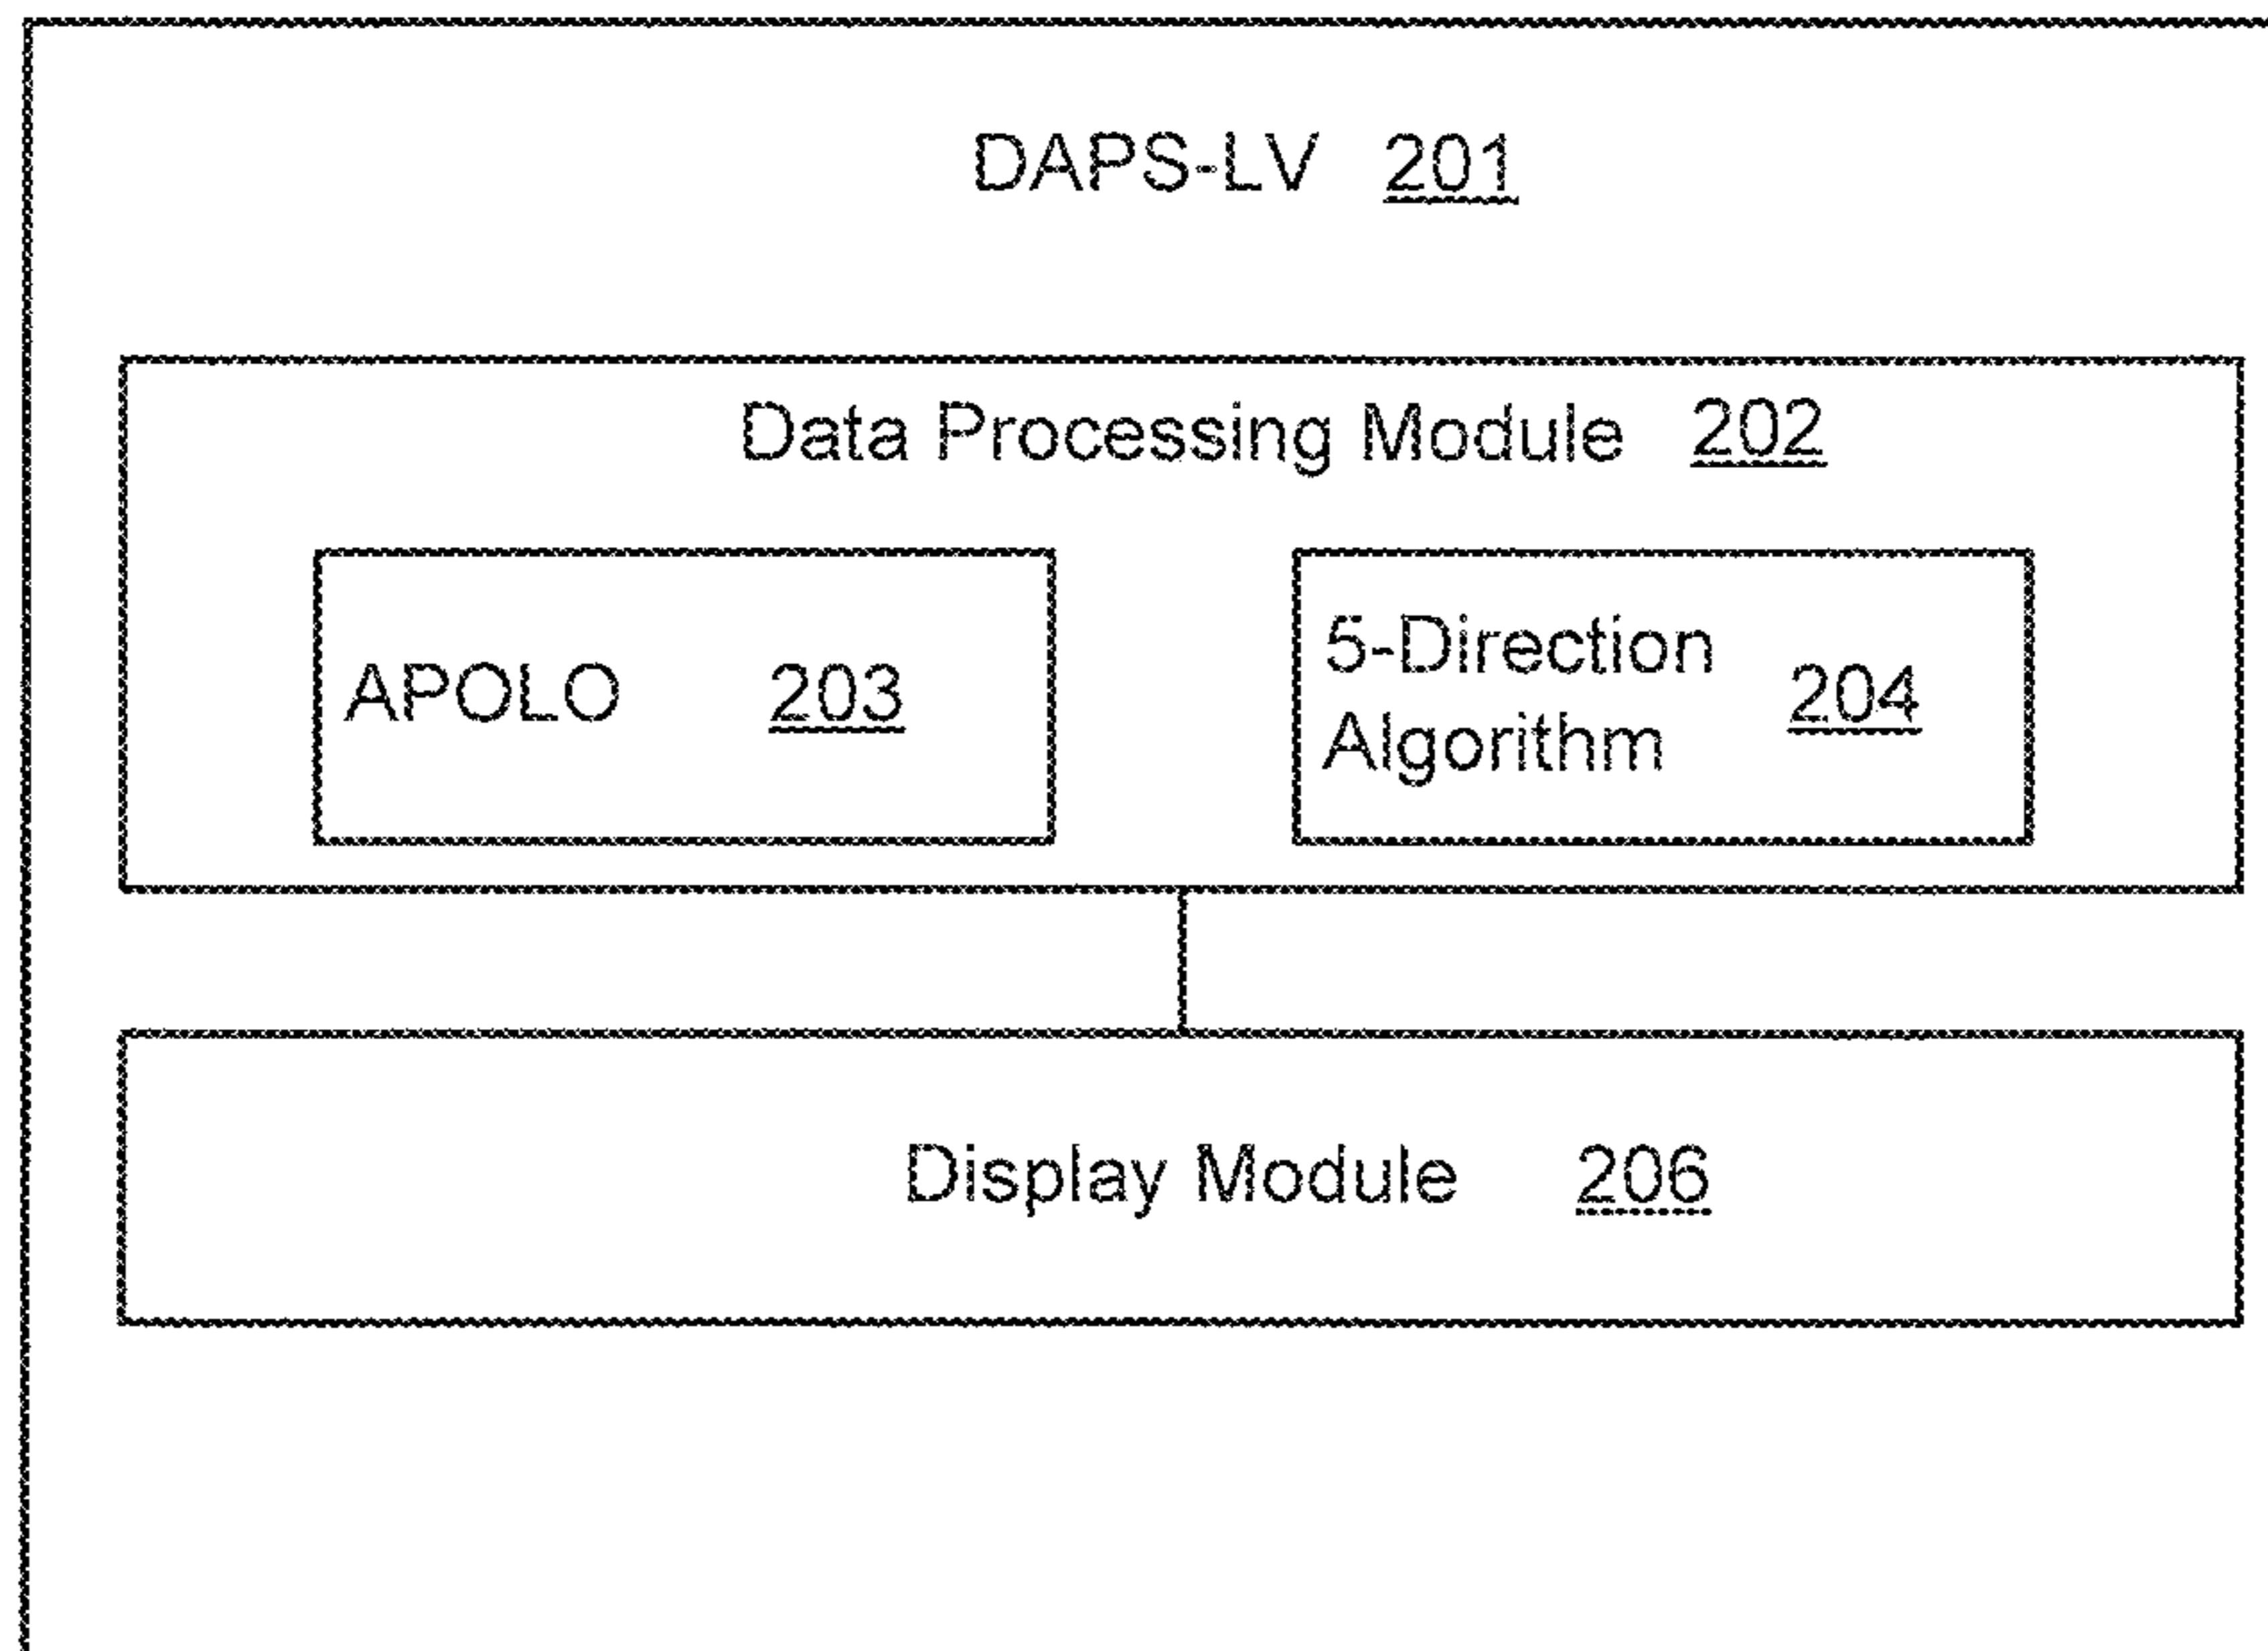 DAPS-LV 201
Data Processing Module 202
APOLO 203
5-Direction
Algorithm 204
Display Module 206